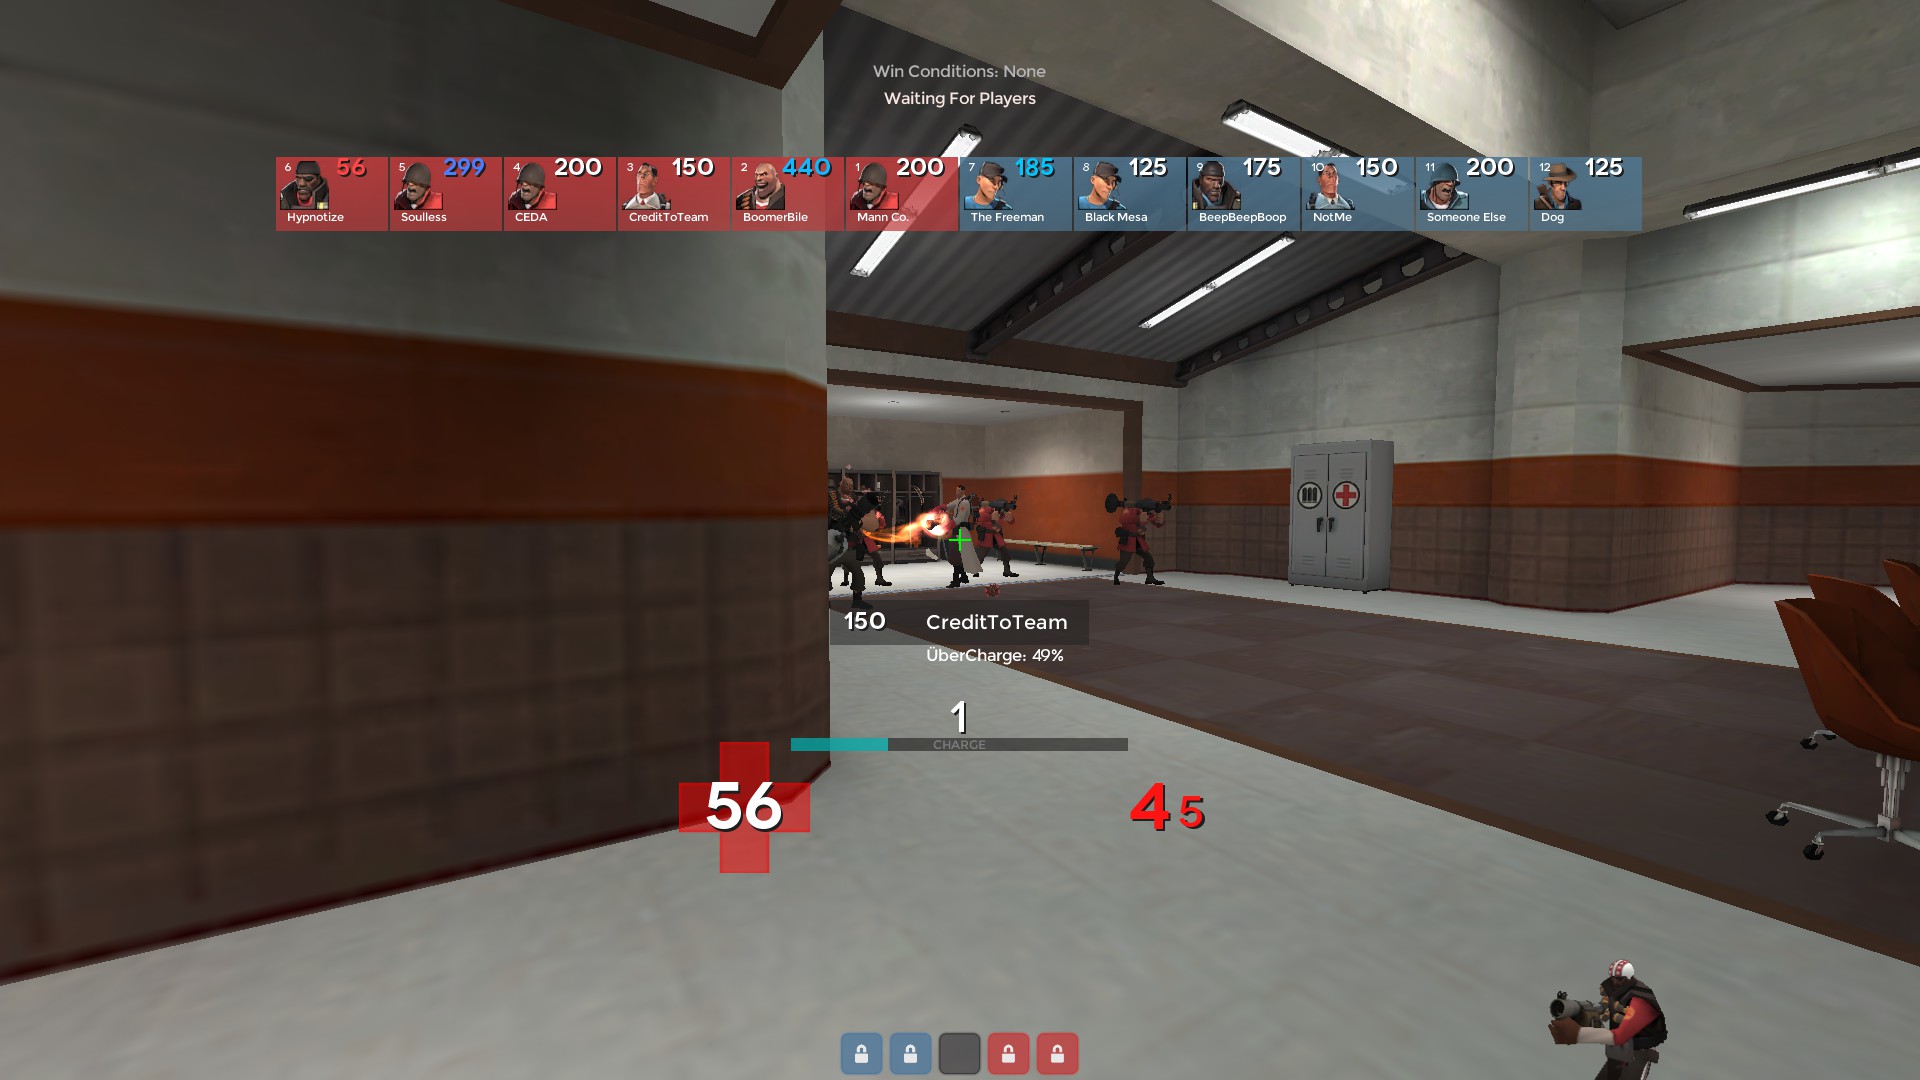 Win Conditions: None
Waiting For Players
6 56 5 299 4 200 3 150 2 440 1 200 7 185 8 125 9 175 10 150 11 200 12 125
Hypnotize Soulless CEDA CreditToTeam BoomerBile Mann Co. The Freeman Black Mesa BeepBeepBoop NotMe Someone Else Dog
150 CreditToTeam
ÜberCharge: 49%
1
CHARGE
56 4 5